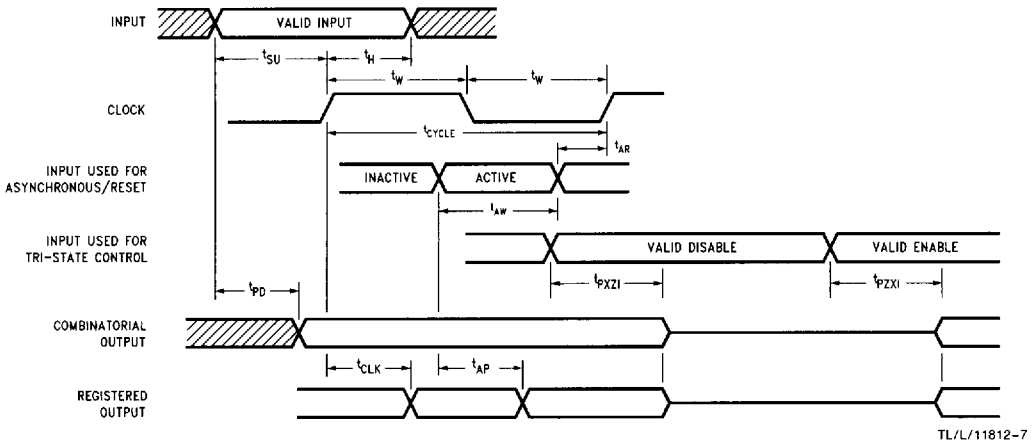 INPUT
VALID INPUT
tSU
tH
tW
tW
CLOCK
tCYCLE
tAR
INPUT USED FOR
ASYNCHRONOUS/RESET
INACTIVE
ACTIVE
tAW
INPUT USED FOR
TRI-STATE CONTROL
VALID DISABLE
VALID ENABLE
tPD
tPXZI
tPZXI
COMBINATORIAL
OUTPUT
tCLK
tAP
REGISTERED
OUTPUT
TL/L/11812-7